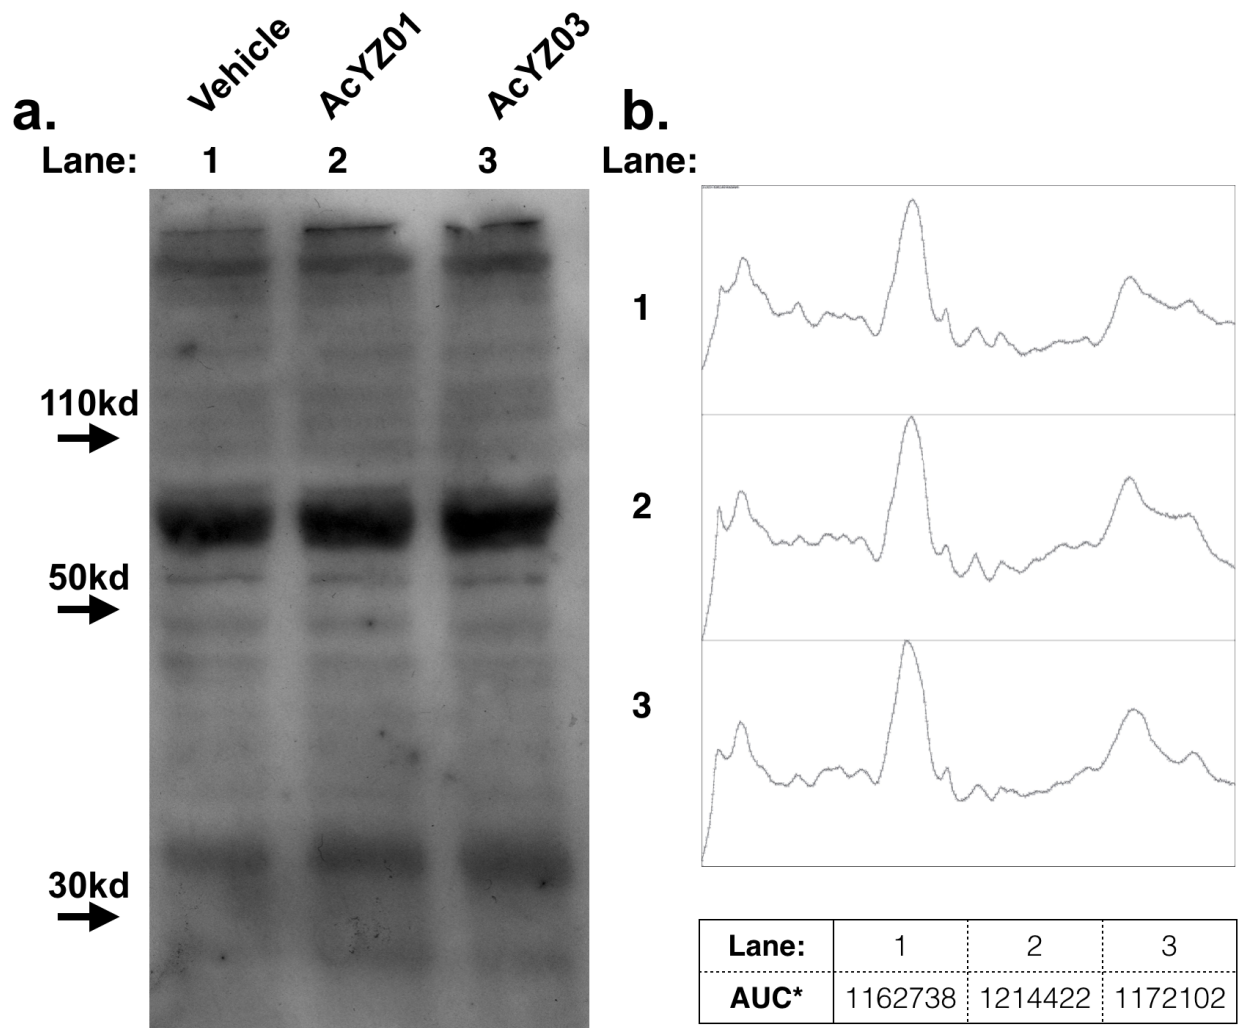 a.
Vehicle
AcYZ01
AcYZ03
Lane: 1 2 3
110kd
50kd
30kd
b.
Lane:
1
2
3
Lane: 1 2 3
AUC* 1162738 1214422 1172102